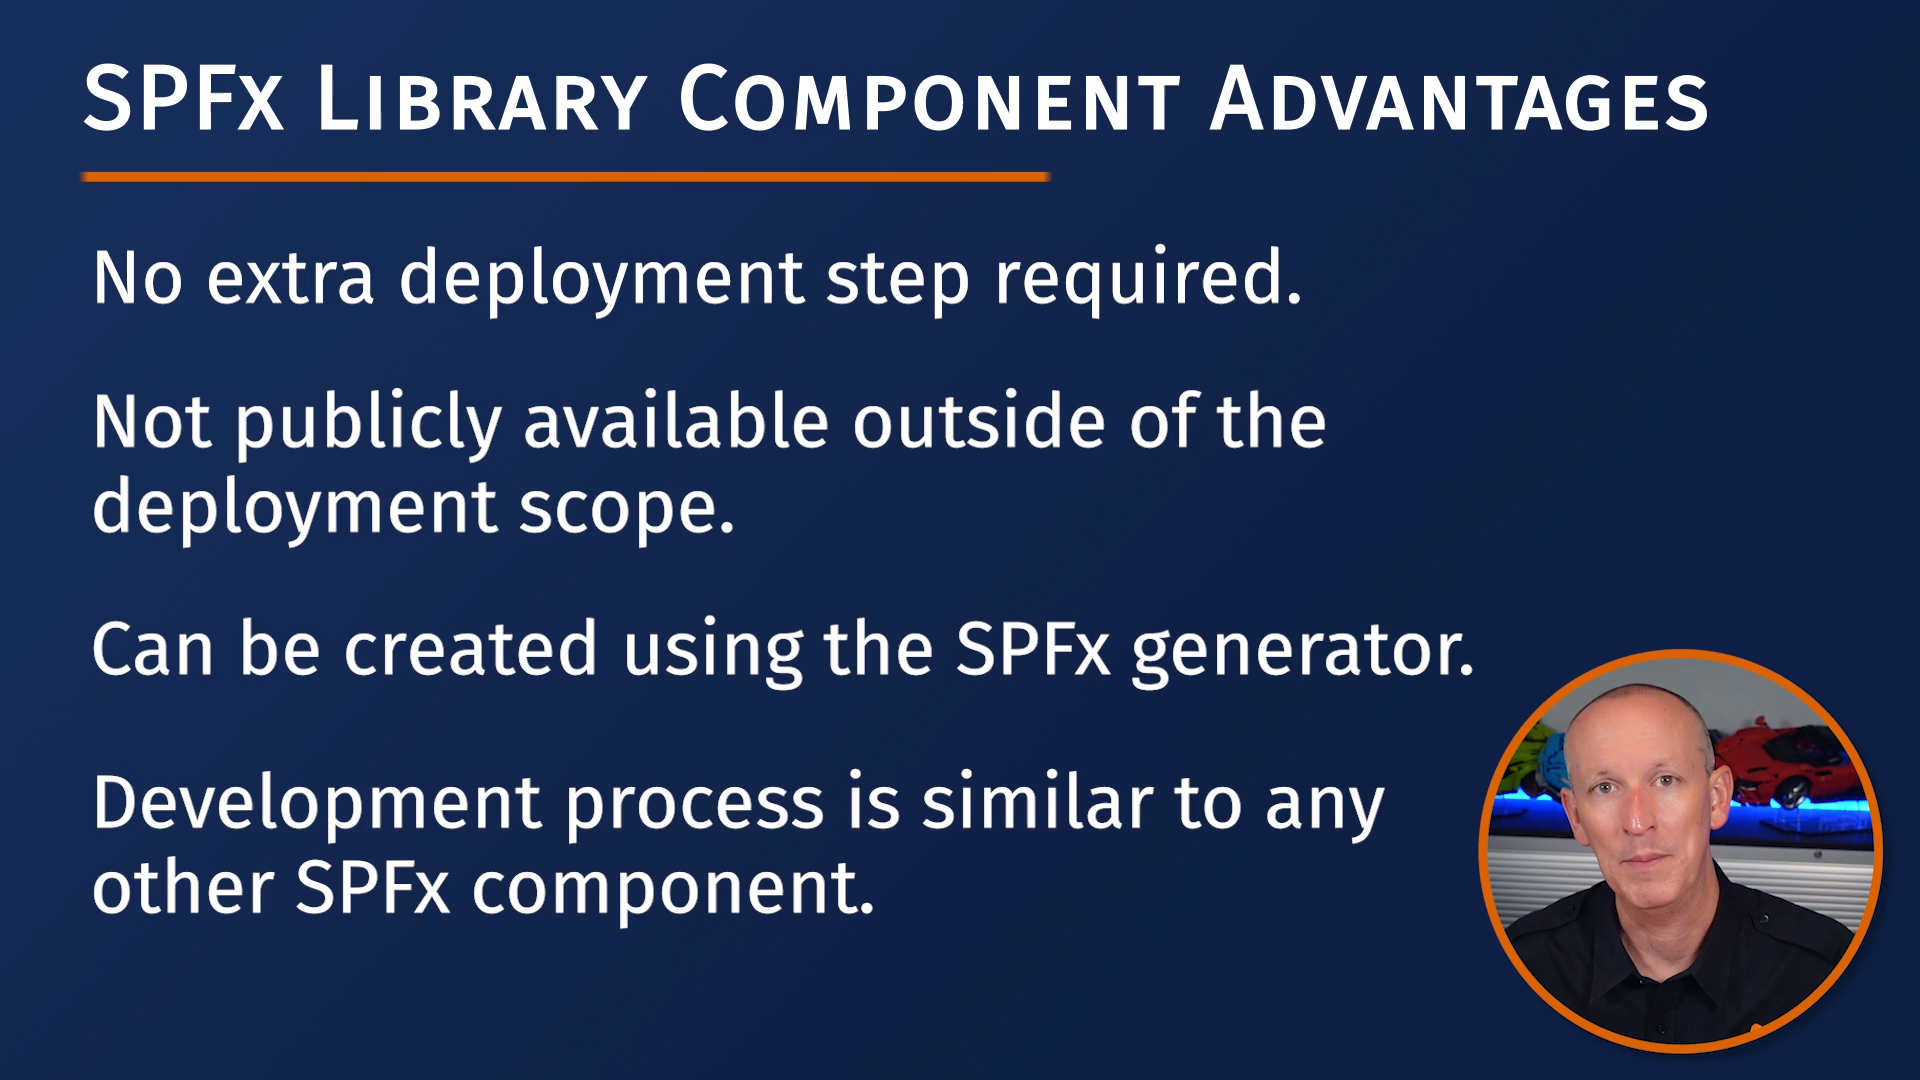 SPFx Library Component Advantages
No extra deployment step required.
Not publicly available outside of the
deployment scope.
Can be created using the SPFx generator.
Development process is similar to any
other SPFx component.